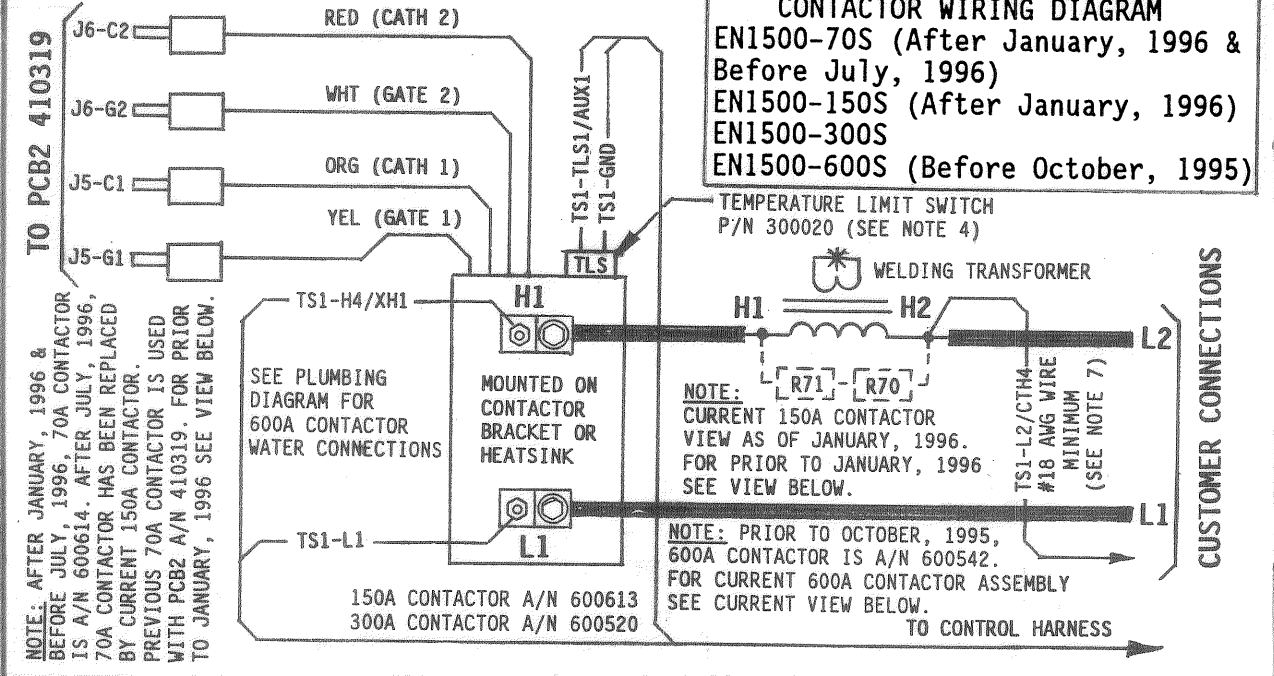 CONTACTOR WIRING DIAGRAM
EN1500-70S (After January, 1996 &
Before July, 1996)
EN1500-150S (After January, 1996)
EN1500-300S
EN1500-600S (Before October, 1995)
TO PCB2 410319
J6-C2
RED (CATH 2)
J6-G2
WHT (GATE 2)
J5-C1
ORG (CATH 1)
J5-G1
YEL (GATE 1)
TS1-TLS1/AUX1
TS1-GND
TLS
TEMPERATURE LIMIT SWITCH
P/N 300020 (SEE NOTE 4)
WELDING TRANSFORMER
TS1-H4/XH1
H1
H1
H2
L2
SEE PLUMBING
DIAGRAM FOR
600A CONTACTOR
WATER CONNECTIONS
MOUNTED ON
CONTACTOR
BRACKET OR
HEATSINK
R71
R70
NOTE:
CURRENT 150A CONTACTOR
VIEW AS OF JANUARY, 1996.
FOR PRIOR TO JANUARY, 1996
SEE VIEW BELOW.
TS1-L2/CTH4
#18 AWG WIRE
MINIMUM
(SEE NOTE 7)
CUSTOMER CONNECTIONS
TS1-L1
L1
L1
NOTE: PRIOR TO OCTOBER, 1995,
600A CONTACTOR IS A/N 600542.
FOR CURRENT 600A CONTACTOR ASSEMBLY
SEE CURRENT VIEW BELOW.
150A CONTACTOR A/N 600613
300A CONTACTOR A/N 600520
TO CONTROL HARNESS
NOTE: AFTER JANUARY, 1996 &
BEFORE JULY, 1996, 70A CONTACTOR
IS A/N 600614. AFTER JULY, 1996,
70A CONTACTOR HAS BEEN REPLACED
BY CURRENT 150A CONTACTOR.
PREVIOUS 70A CONTACTOR IS USED
WITH PCB2 A/N 410319. FOR PRIOR
TO JANUARY, 1996 SEE VIEW BELOW.